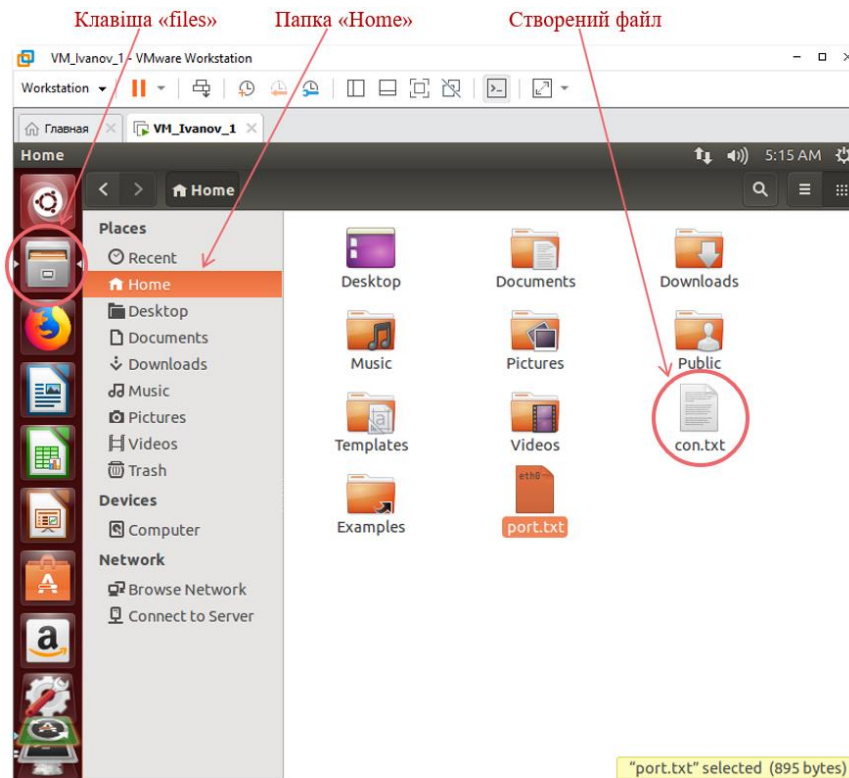 Клавіша «files» Папка «Home» Створений файл
VM_Ivanov_1 - VMware Workstation
Workstation
Главная VM_Ivanov_1
Home 5:15 AM
Home
Places
Recent
Home
Desktop
Documents
Downloads
Music
Pictures
Videos
Trash
Devices
Computer
Network
Browse Network
Connect to Server
Desktop Documents Downloads
Music Pictures Public
Templates Videos con.txt
eth0
Examples port.txt
"port.txt" selected (895 bytes)